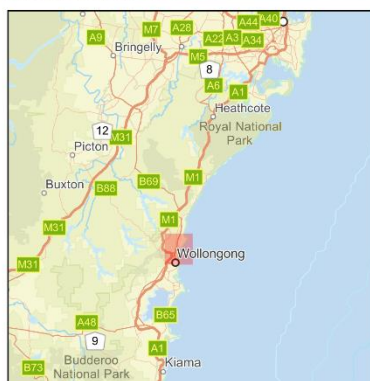 A40
M7 A28 A44
A9 A22 A3 A34
Bringelly M5
8
A6 A1
Heathcote
Royal National
Park
12
M31
Picton
B69 M1
Buxton B88
M1
M31
Wollongong
M31
B65
A48
9
A1
Budderoo
National Park Kiama
B73